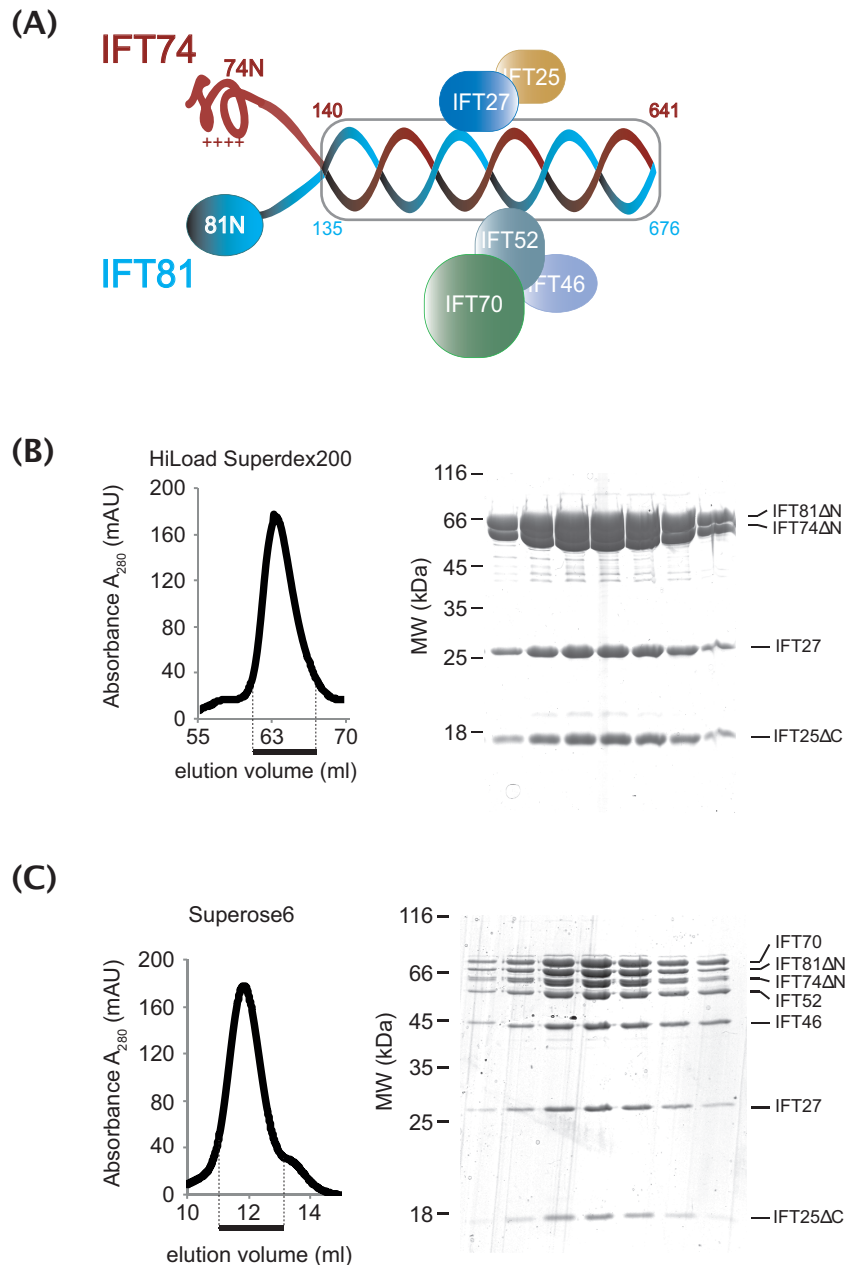 (A)
IFT74
74N
++++
140
641
IFT27
IFT25
81N
135
676
IFT81
IFT52
IFT46
IFT70
(B)
HiLoad Superdex200
Absorbance A280 (mAU)
200
160
120
80
40
0
55
63
70
elution volume (ml)
MW (kDa)
116
66
45
35
25
18
IFT81ΔN
IFT74ΔN
IFT27
IFT25ΔC
(C)
Superose6
Absorbance A280 (mAU)
200
160
120
80
40
0
10
12
14
elution volume (ml)
MW (kDa)
116
66
45
35
25
18
IFT70
IFT81ΔN
IFT74ΔN
IFT52
IFT46
IFT27
IFT25ΔC